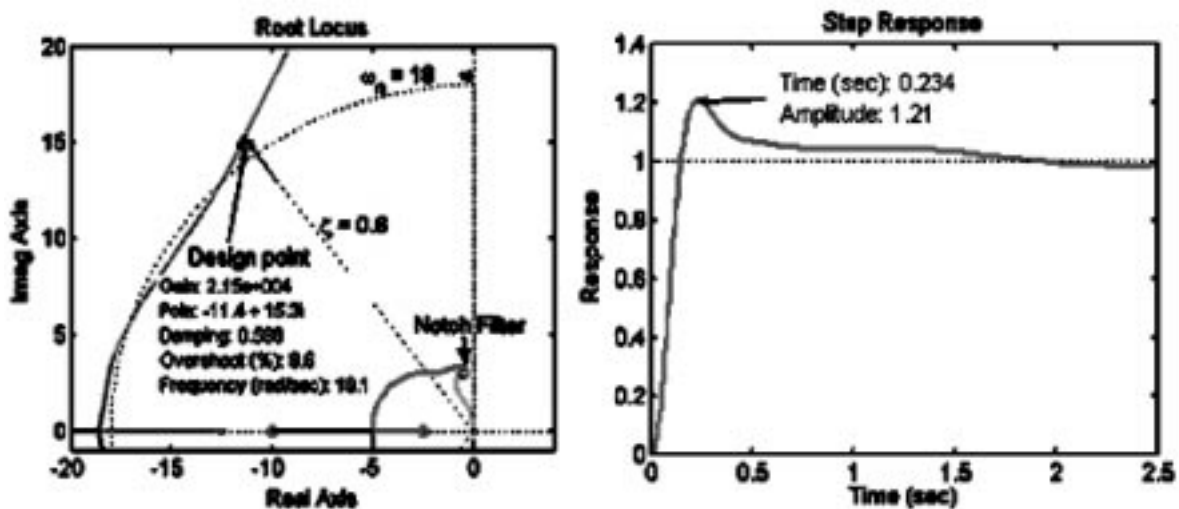 Root Locus
20
15
10
5
0
-20
-15
-10
-5
0
Imag Axis
Real Axis
ωn = 18
ζ = 0.6
Design point
Gain: 2.15e+004
Pole: -11.4 + 15.3i
Damping:
Overshoot (%): 9.6
Frequency (rad/sec): 19.1
Notch Filter
Step Response
1.4
1.2
1
0.8
0.6
0.4
0.2
0
0
0.5
1
1.5
2
2.5
Response
Time (sec)
Time (sec): 0.234
Amplitude: 1.21